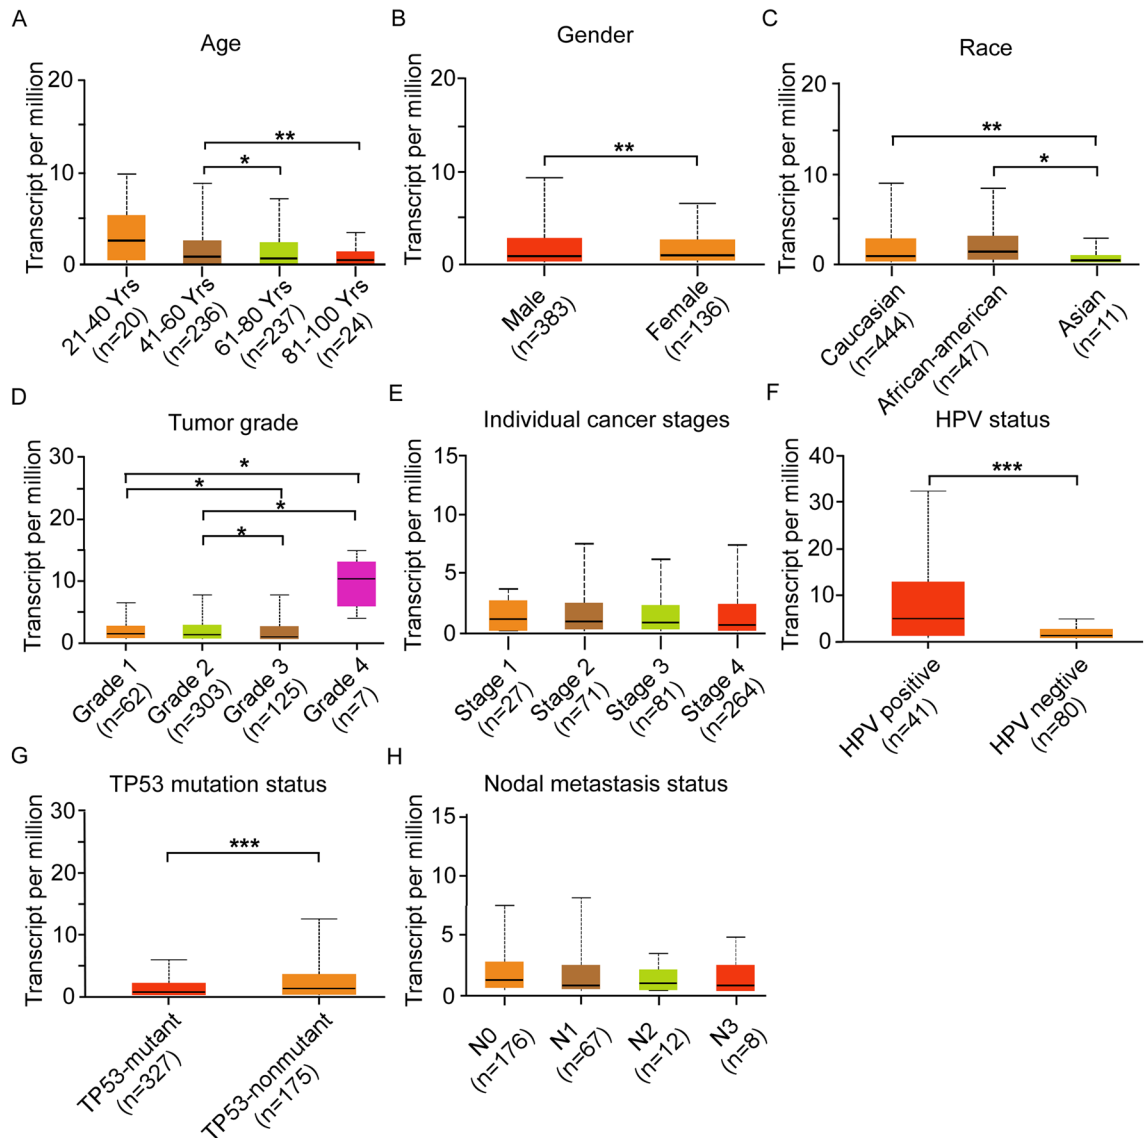 A
Age
Transcript per million
20
10
0
**
*
21-40 Yrs
(n=20)
41-60 Yrs
(n=236)
61-80 Yrs
(n=237)
81-100 Yrs
(n=24)
B
Gender
Transcript per million
20
10
0
**
Male
(n=383)
Female
(n=136)
C
Race
Transcript per million
20
10
0
**
*
Caucasian
(n=444)
African-american
(n=47)
Asian
(n=11)
D
Tumor grade
Transcript per million
30
20
10
0
*
*
*
*
Grade 1
(n=62)
Grade 2
(n=303)
Grade 3
(n=125)
Grade 4
(n=7)
E
Individual cancer stages
Transcript per million
15
10
5
0
Stage 1
(n=27)
Stage 2
(n=71)
Stage 3
(n=81)
Stage 4
(n=264)
F
HPV status
Transcript per million
40
30
20
10
0
***
HPV positive
(n=41)
HPV negtive
(n=80)
G
TP53 mutation status
Transcript per million
30
20
10
0
***
TP53-mutant
(n=327)
TP53-nonmutant
(n=175)
H
Nodal metastasis status
Transcript per million
15
10
5
0
N0
(n=176)
N1
(n=67)
N2
(n=12)
N3
(n=8)